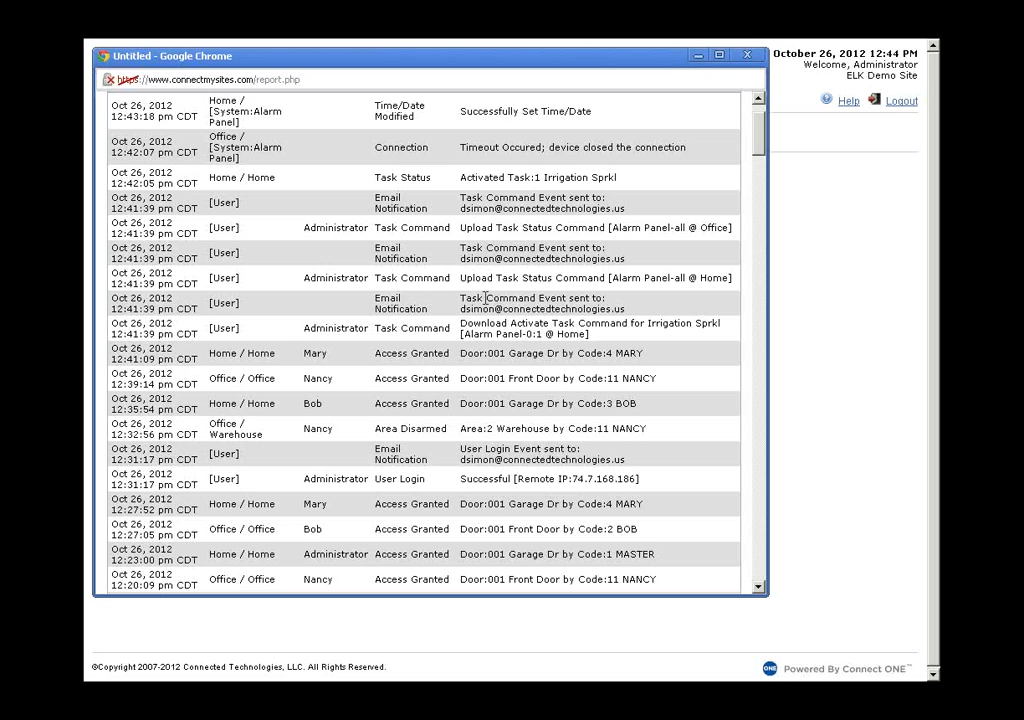 Untitled - Google Chrome
https://www.connectmysites.com/report.php
October 26, 2012 12:44 PM
Welcome, Administrator
ELK Demo Site
Help Logout
Oct 26, 2012 12:43:18 pm CDT Home / [System:Alarm Panel] Time/Date Modified Successfully Set Time/Date
Oct 26, 2012 12:42:07 pm CDT Office / [System:Alarm Panel] Connection Timeout Occured; device closed the connection
Oct 26, 2012 12:42:05 pm CDT Home / Home Task Status Activated Task:1 Irrigation Sprkl
Oct 26, 2012 12:41:39 pm CDT [User] Email Notification Task Command Event sent to: dsimon@connectedtechnologies.us
Oct 26, 2012 12:41:39 pm CDT [User] Administrator Task Command Upload Task Status Command [Alarm Panel-all @ Office]
Oct 26, 2012 12:41:39 pm CDT [User] Email Notification Task Command Event sent to: dsimon@connectedtechnologies.us
Oct 26, 2012 12:41:39 pm CDT [User] Administrator Task Command Upload Task Status Command [Alarm Panel-all @ Home]
Oct 26, 2012 12:41:39 pm CDT [User] Email Notification Task Command Event sent to: dsimon@connectedtechnologies.us
Oct 26, 2012 12:41:39 pm CDT [User] Administrator Task Command Download Activate Task Command for Irrigation Sprkl [Alarm Panel-0:1 @ Home]
Oct 26, 2012 12:41:09 pm CDT Home / Home Mary Access Granted Door:001 Garage Dr by Code:4 MARY
Oct 26, 2012 12:39:14 pm CDT Office / Office Nancy Access Granted Door:001 Front Door by Code:11 NANCY
Oct 26, 2012 12:35:54 pm CDT Home / Home Bob Access Granted Door:001 Garage Dr by Code:3 BOB
Oct 26, 2012 12:32:56 pm CDT Office / Warehouse Nancy Area Disarmed Area:2 Warehouse by Code:11 NANCY
Oct 26, 2012 12:31:17 pm CDT [User] Email Notification User Login Event sent to: dsimon@connectedtechnologies.us
Oct 26, 2012 12:31:17 pm CDT [User] Administrator User Login Successful [Remote IP:74.7.168.186]
Oct 26, 2012 12:27:52 pm CDT Home / Home Mary Access Granted Door:001 Garage Dr by Code:4 MARY
Oct 26, 2012 12:27:05 pm CDT Office / Office Bob Access Granted Door:001 Front Door by Code:2 BOB
Oct 26, 2012 12:23:00 pm CDT Home / Home Administrator Access Granted Door:001 Garage Dr by Code:1 MASTER
Oct 26, 2012 12:20:09 pm CDT Office / Office Nancy Access Granted Door:001 Front Door by Code:11 NANCY
©Copyright 2007-2012 Connected Technologies, LLC. All Rights Reserved.
ONE Powered By Connect ONE™